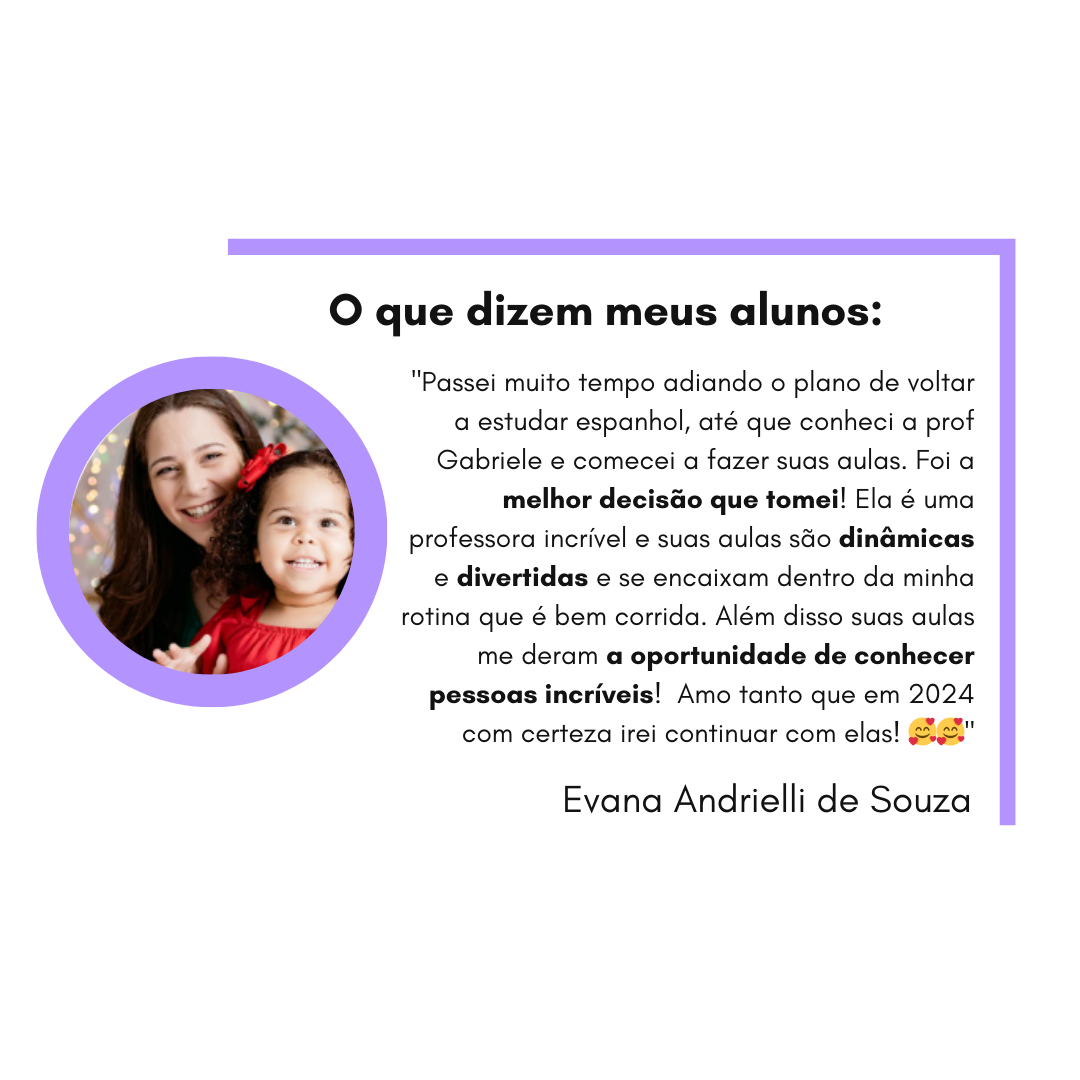 O que dizem meus alunos:
"Passei muito tempo adiando o plano de voltar
a estudar espanhol, até que conheci a prof
Gabriele e comecei a fazer suas aulas. Foi a
melhor decisão que tomei! Ela é uma
professora incrível e suas aulas são dinâmicas
e divertidas e se encaixam dentro da minha
rotina que é bem corrida. Além disso suas aulas
me deram a oportunidade de conhecer
pessoas incríveis!  Amo tanto que em 2024
com certeza irei continuar com elas! 🥰🥰"
Evana Andrielli de Souza